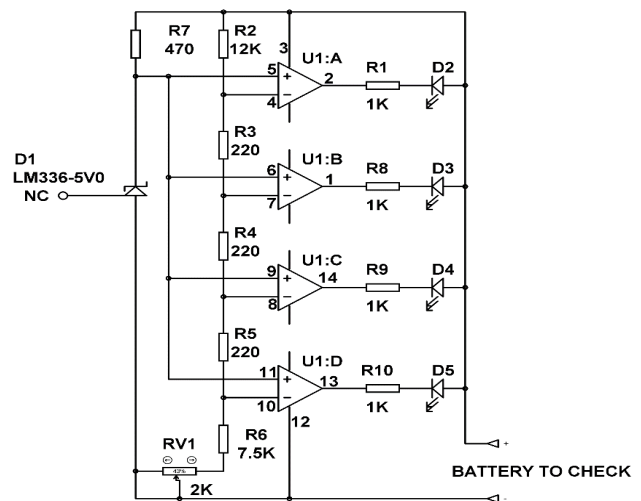 R7
470
R2
12K
3
U1:A
5
+
2
4
−
R1
1K
D2
R3
220
U1:B
6
+
1
7
−
R8
1K
D3
D1
LM336-5V0
NC
R4
220
U1:C
9
+
14
8
−
R9
1K
D4
R5
220
U1:D
11
+
13
10
−
12
R10
1K
D5
RV1
43%
2K
R6
7.5K
+
BATTERY TO CHECK
-